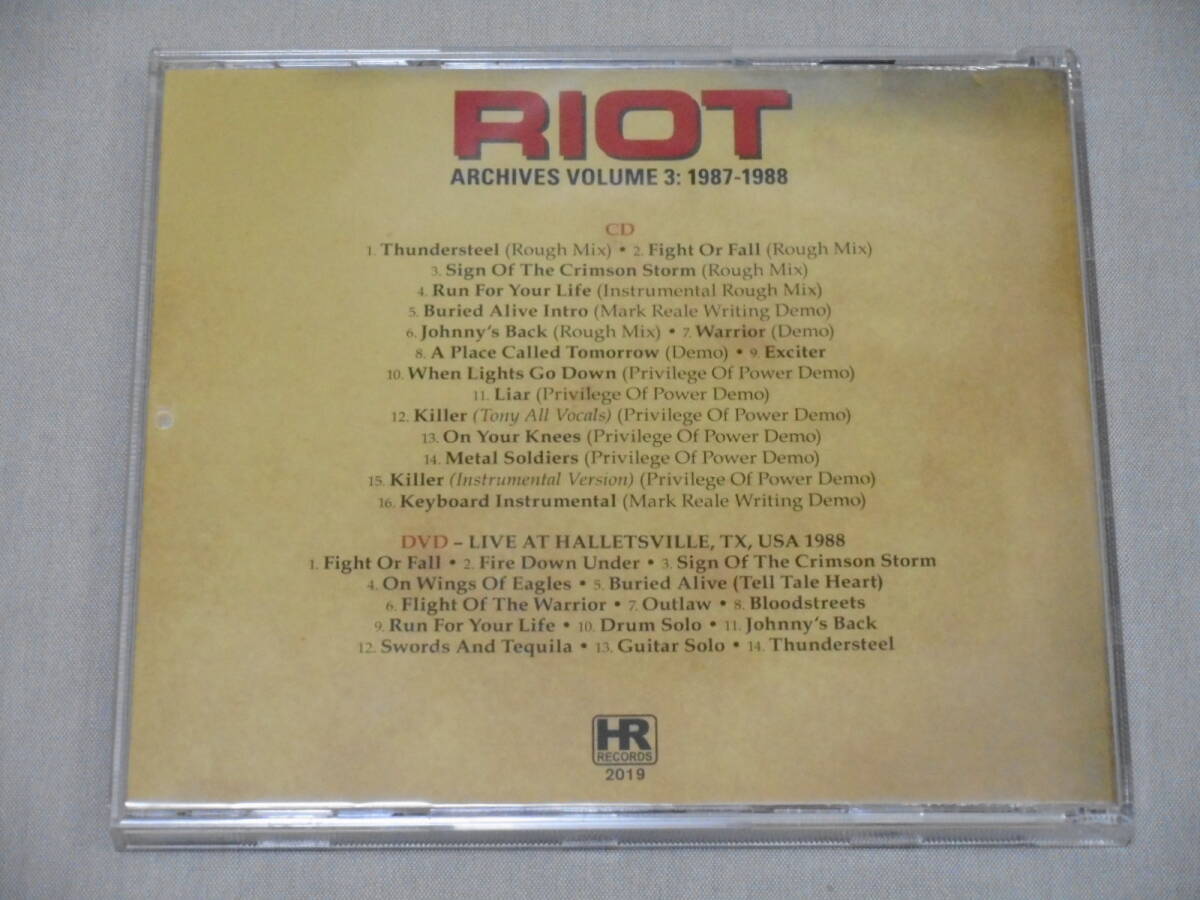 RIOT
ARCHIVES VOLUME 3: 1987-1988
CD
1. Thundersteel (Rough Mix) • 2. Fight Or Fall (Rough Mix)
3. Sign Of The Crimson Storm (Rough Mix)
4. Run For Your Life (Instrumental Rough Mix)
5. Buried Alive Intro (Mark Reale Writing Demo)
6. Johnny's Back (Rough Mix) • 7. Warrior (Demo)
8. A Place Called Tomorrow (Demo) • 9. Exciter
10. When Lights Go Down (Privilege Of Power Demo)
11. Liar (Privilege Of Power Demo)
12. Killer (Tony All Vocals) (Privilege Of Power Demo)
13. On Your Knees (Privilege Of Power Demo)
14. Metal Soldiers (Privilege Of Power Demo)
15. Killer (Instrumental Version) (Privilege Of Power Demo)
16. Keyboard Instrumental (Mark Reale Writing Demo)
DVD – LIVE AT HALLETSVILLE, TX, USA 1988
1. Fight Or Fall • 2. Fire Down Under • 3. Sign Of The Crimson Storm
4. On Wings Of Eagles • 5. Buried Alive (Tell Tale Heart)
6. Flight Of The Warrior • 7. Outlaw • 8. Bloodstreets
9. Run For Your Life • 10. Drum Solo • 11. Johnny's Back
12. Swords And Tequila • 13. Guitar Solo • 14. Thundersteel
HR
RECORDS
2019